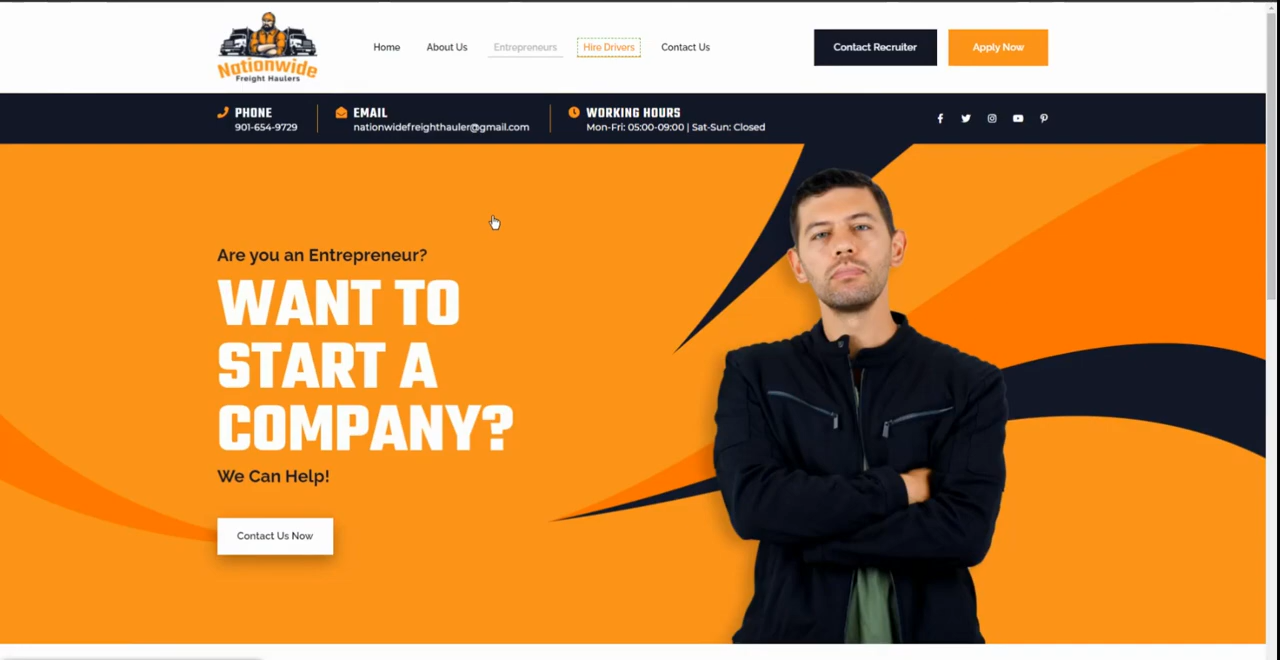 Nationwide
Freight Haulers
Home
About Us
Entrepreneurs
Hire Drivers
Contact Us
Contact Recruiter
Apply Now
PHONE
901-654-9729
EMAIL
nationwidefreighthauler@gmail.com
WORKING HOURS
Mon-Fri: 05:00-09:00 | Sat-Sun: Closed
Are you an Entrepreneur?
WANT TO
START A
COMPANY?
We Can Help!
Contact Us Now